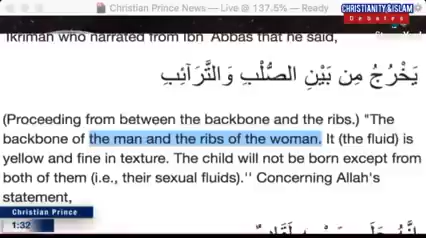 Christian Prince News — Live @ 137.5% — Ready
CHRISTIANITY & ISLAM
Debates
'Ikrimah who narrated from Ibn 'Abbas that he said,
يَخْرُجُ مِن بَيْنِ الصُّلْبِ وَالتَّرَآئِبِ
(Proceeding from between the backbone and the ribs.) "The
backbone of the man and the ribs of the woman. It (the fluid) is
yellow and fine in texture. The child will not be born except from
both of them (i.e., their sexual fluids).'' Concerning Allah's
statement,
Christian Prince
1:32